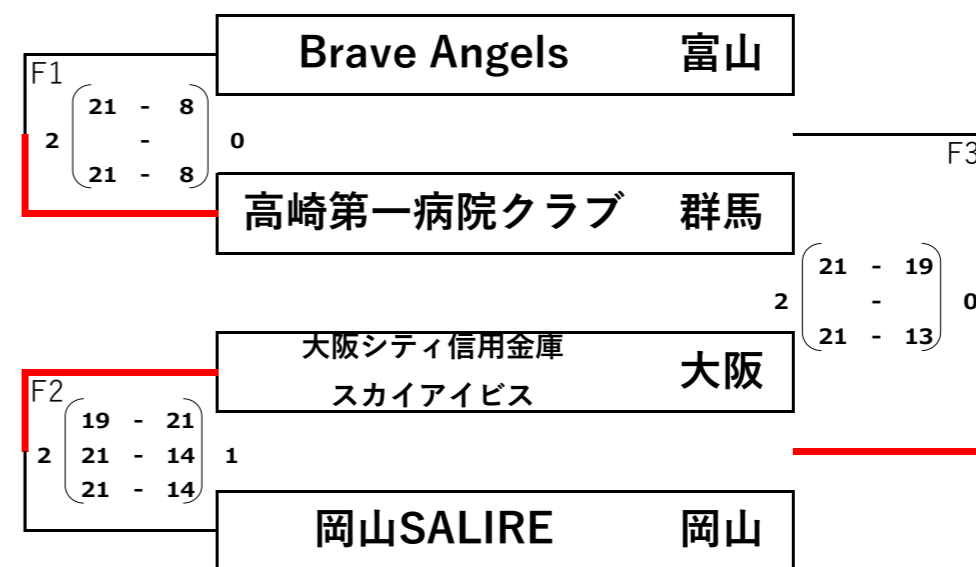 Brave Angels 富山
F1
21 - 8
2 - 0
21 - 8
F3
高崎第一病院クラブ 群馬
21 - 19
2 - 0
21 - 13
大阪シティ信用金庫
スカイアイビス
大阪
F2
19 - 21
2 21 - 14 1
21 - 14
岡山SALIRE 岡山